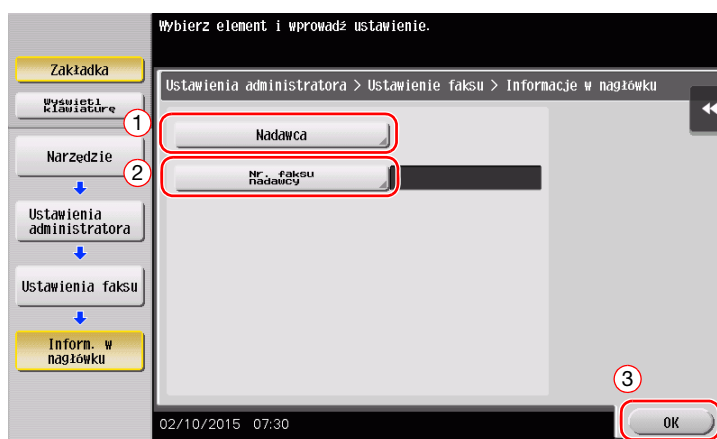 Wybierz element i wprowadź ustawienie.
Zakładka
Ustawienia administratora > Ustawienie faksu > Informacje w nagłówku
Wyświetl
klawiaturę
1
Nadawca
Narzędzie
2
Nr. faksu
nadawcy
Ustawienia
administratora
Ustawienia faksu
Inform. w
nagłówku
3
02/10/2015 07:30
OK